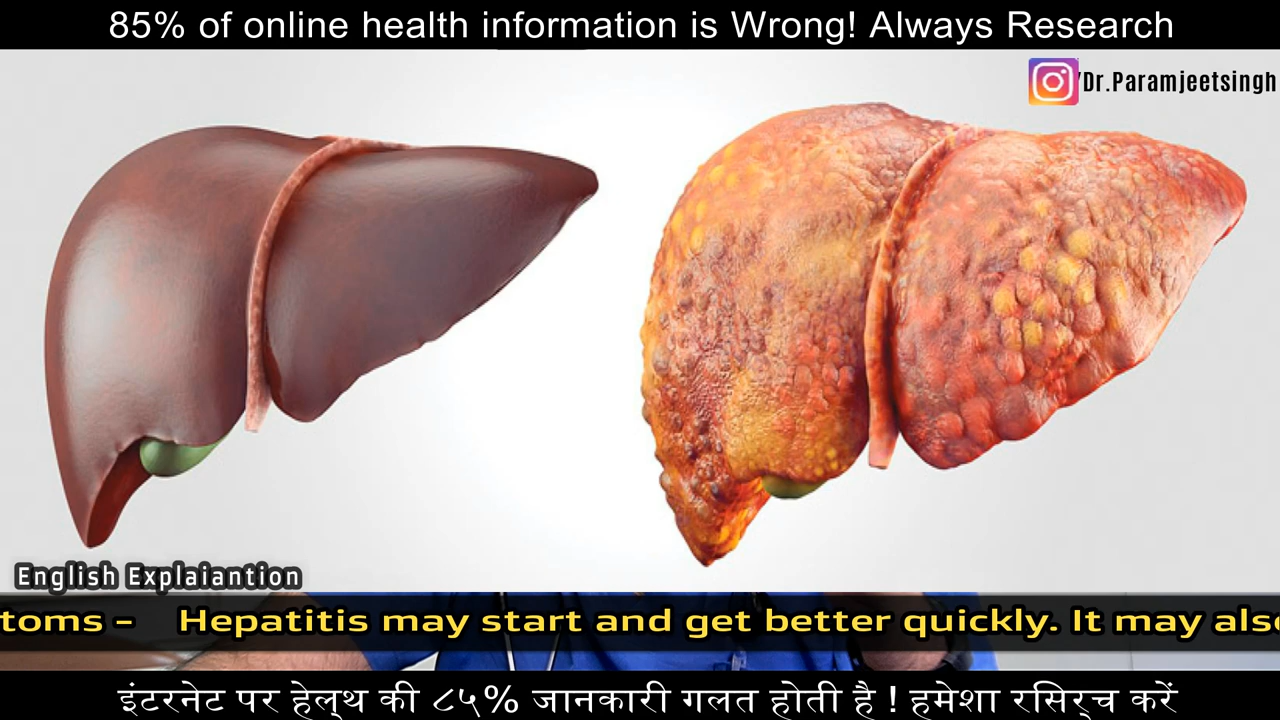 85% of online health information is Wrong! Always Research
/Dr.Paramjeetsingh
English Explaiantion
toms - Hepatitis may start and get better quickly. It may also
इंटरनेट पर हेल्थ की ८५% जानकारी गलत होती है ! हमेशा रसिर्च करें